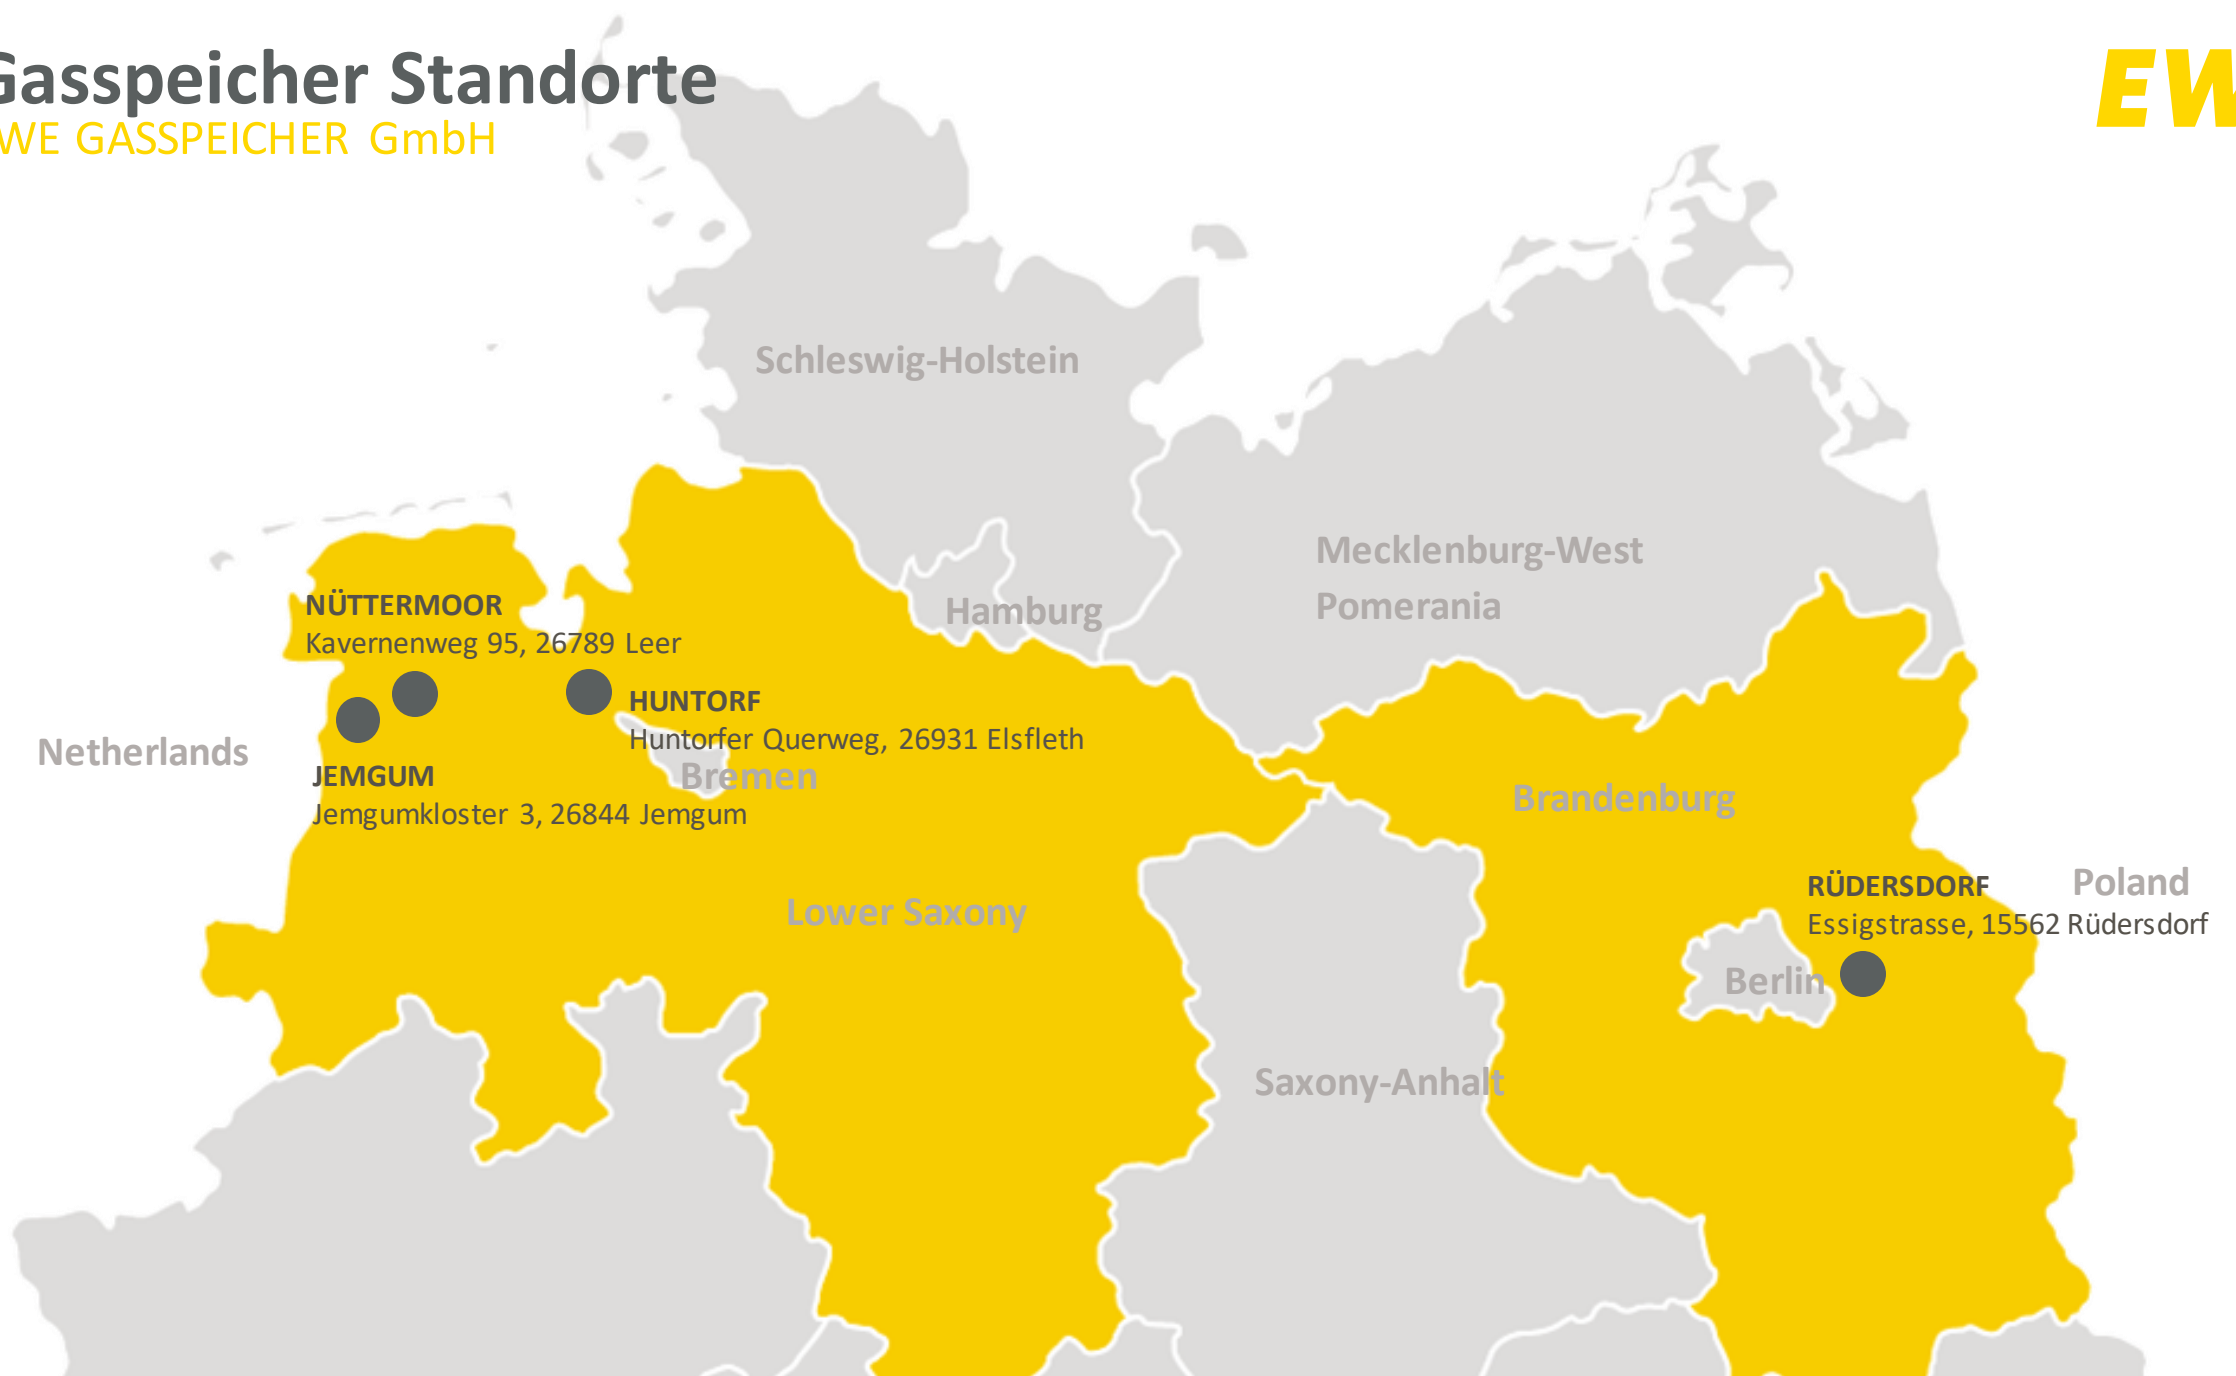 Gasspeicher Standorte
WE GASSPEICHER GmbH
EW
Schleswig-Holstein
Mecklenburg-West
Pomerania
Hamburg
NÜTTERMOOR
Kavernenweg 95, 26789 Leer
HUNTORF
Huntorfer Querweg, 26931 Elsfleth
Netherlands
Bremen
JEMGUM
Jemgumkloster 3, 26844 Jemgum
Brandenburg
Lower Saxony
RÜDERSDORF
Essigstrasse, 15562 Rüdersdorf
Poland
Berlin
Saxony-Anhalt